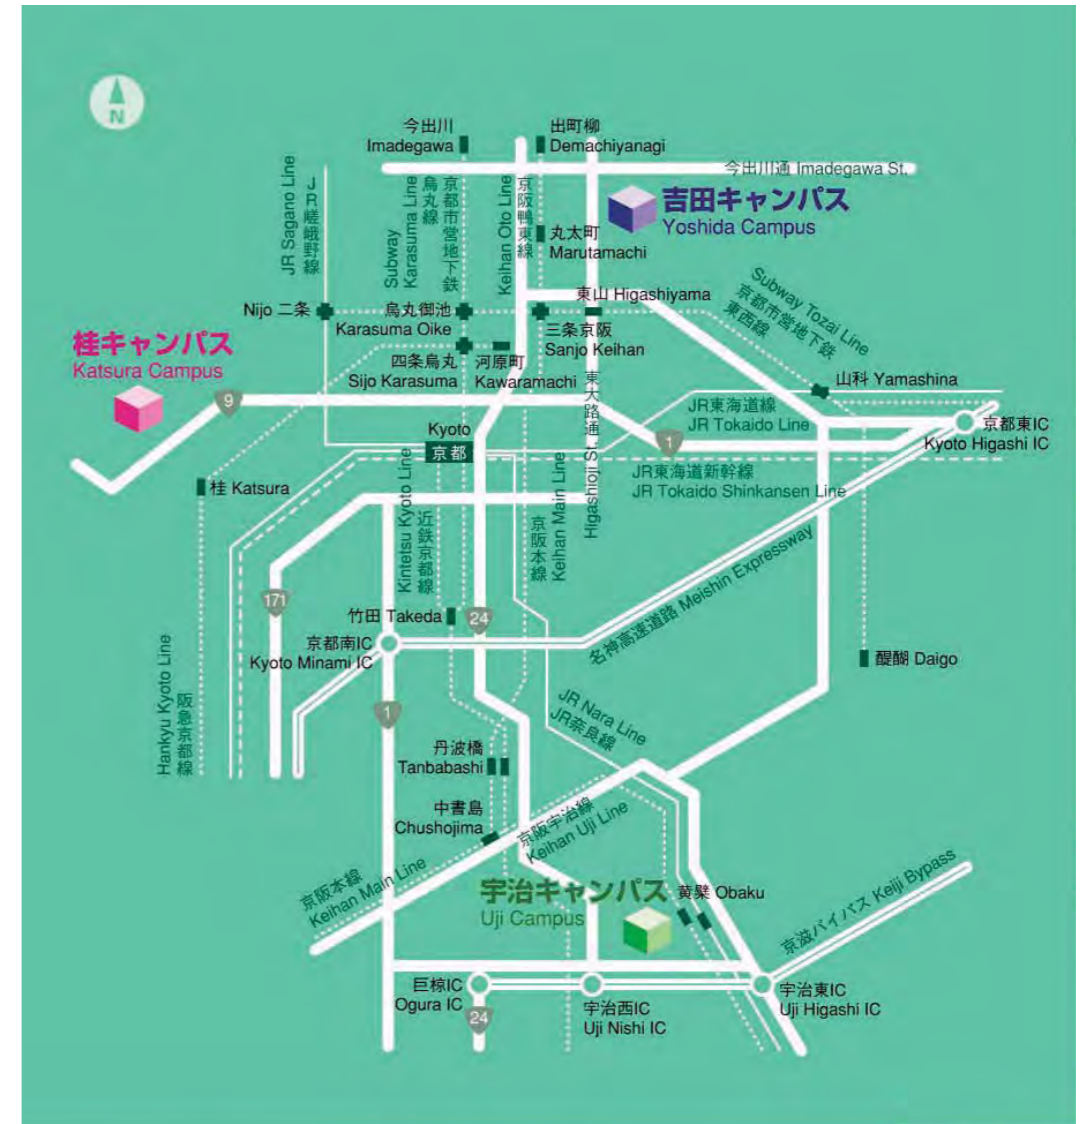 N
今出川
Imadegawa
出町柳
Demachiyanagi
今出川通 Imadegawa St.
吉田キャンパス
Yoshida Campus
JR Sagano Line
JR嵯峨野線
Subway
Karasuma Line
烏丸線
京都市営地下鉄
Keihan Oto Line
京阪鴨東線
丸太町
Marutamachi
Subway Tozai Line
京都市営地下鉄
東西線
Nijo 二条
烏丸御池
Karasuma Oike
東山 Higashiyama
三条京阪
Sanjo Keihan
桂キャンパス
Katsura Campus
四条烏丸
Sijo Karasuma
河原町
Kawaramachi
東大路通
Higashioji St.
山科 Yamashina
9
JR東海道線
JR Tokaido Line
1
京都東IC
Kyoto Higashi IC
Kyoto
京都
JR東海道新幹線
JR Tokaido Shinkansen Line
桂 Katsura
Kintetsu Kyoto Line
近鉄京都線
京阪本線
Keihan Main Line
名神高速道路 Meishin Expressway
171
竹田 Takeda
24
京都南IC
Kyoto Minami IC
醍醐 Daigo
Hankyu Kyoto Line
阪急京都線
1
JR Nara Line
JR奈良線
丹波橋
Tanbabashi
中書島
Chushojima
京阪宇治線
Keihan Uji Line
京阪本線
Keihan Main Line
宇治キャンパス
Uji Campus
黄檗 Obaku
京滋バイパス Keiji Bypass
巨椋IC
Ogura IC
24
宇治西IC
Uji Nishi IC
宇治東IC
Uji Higashi IC